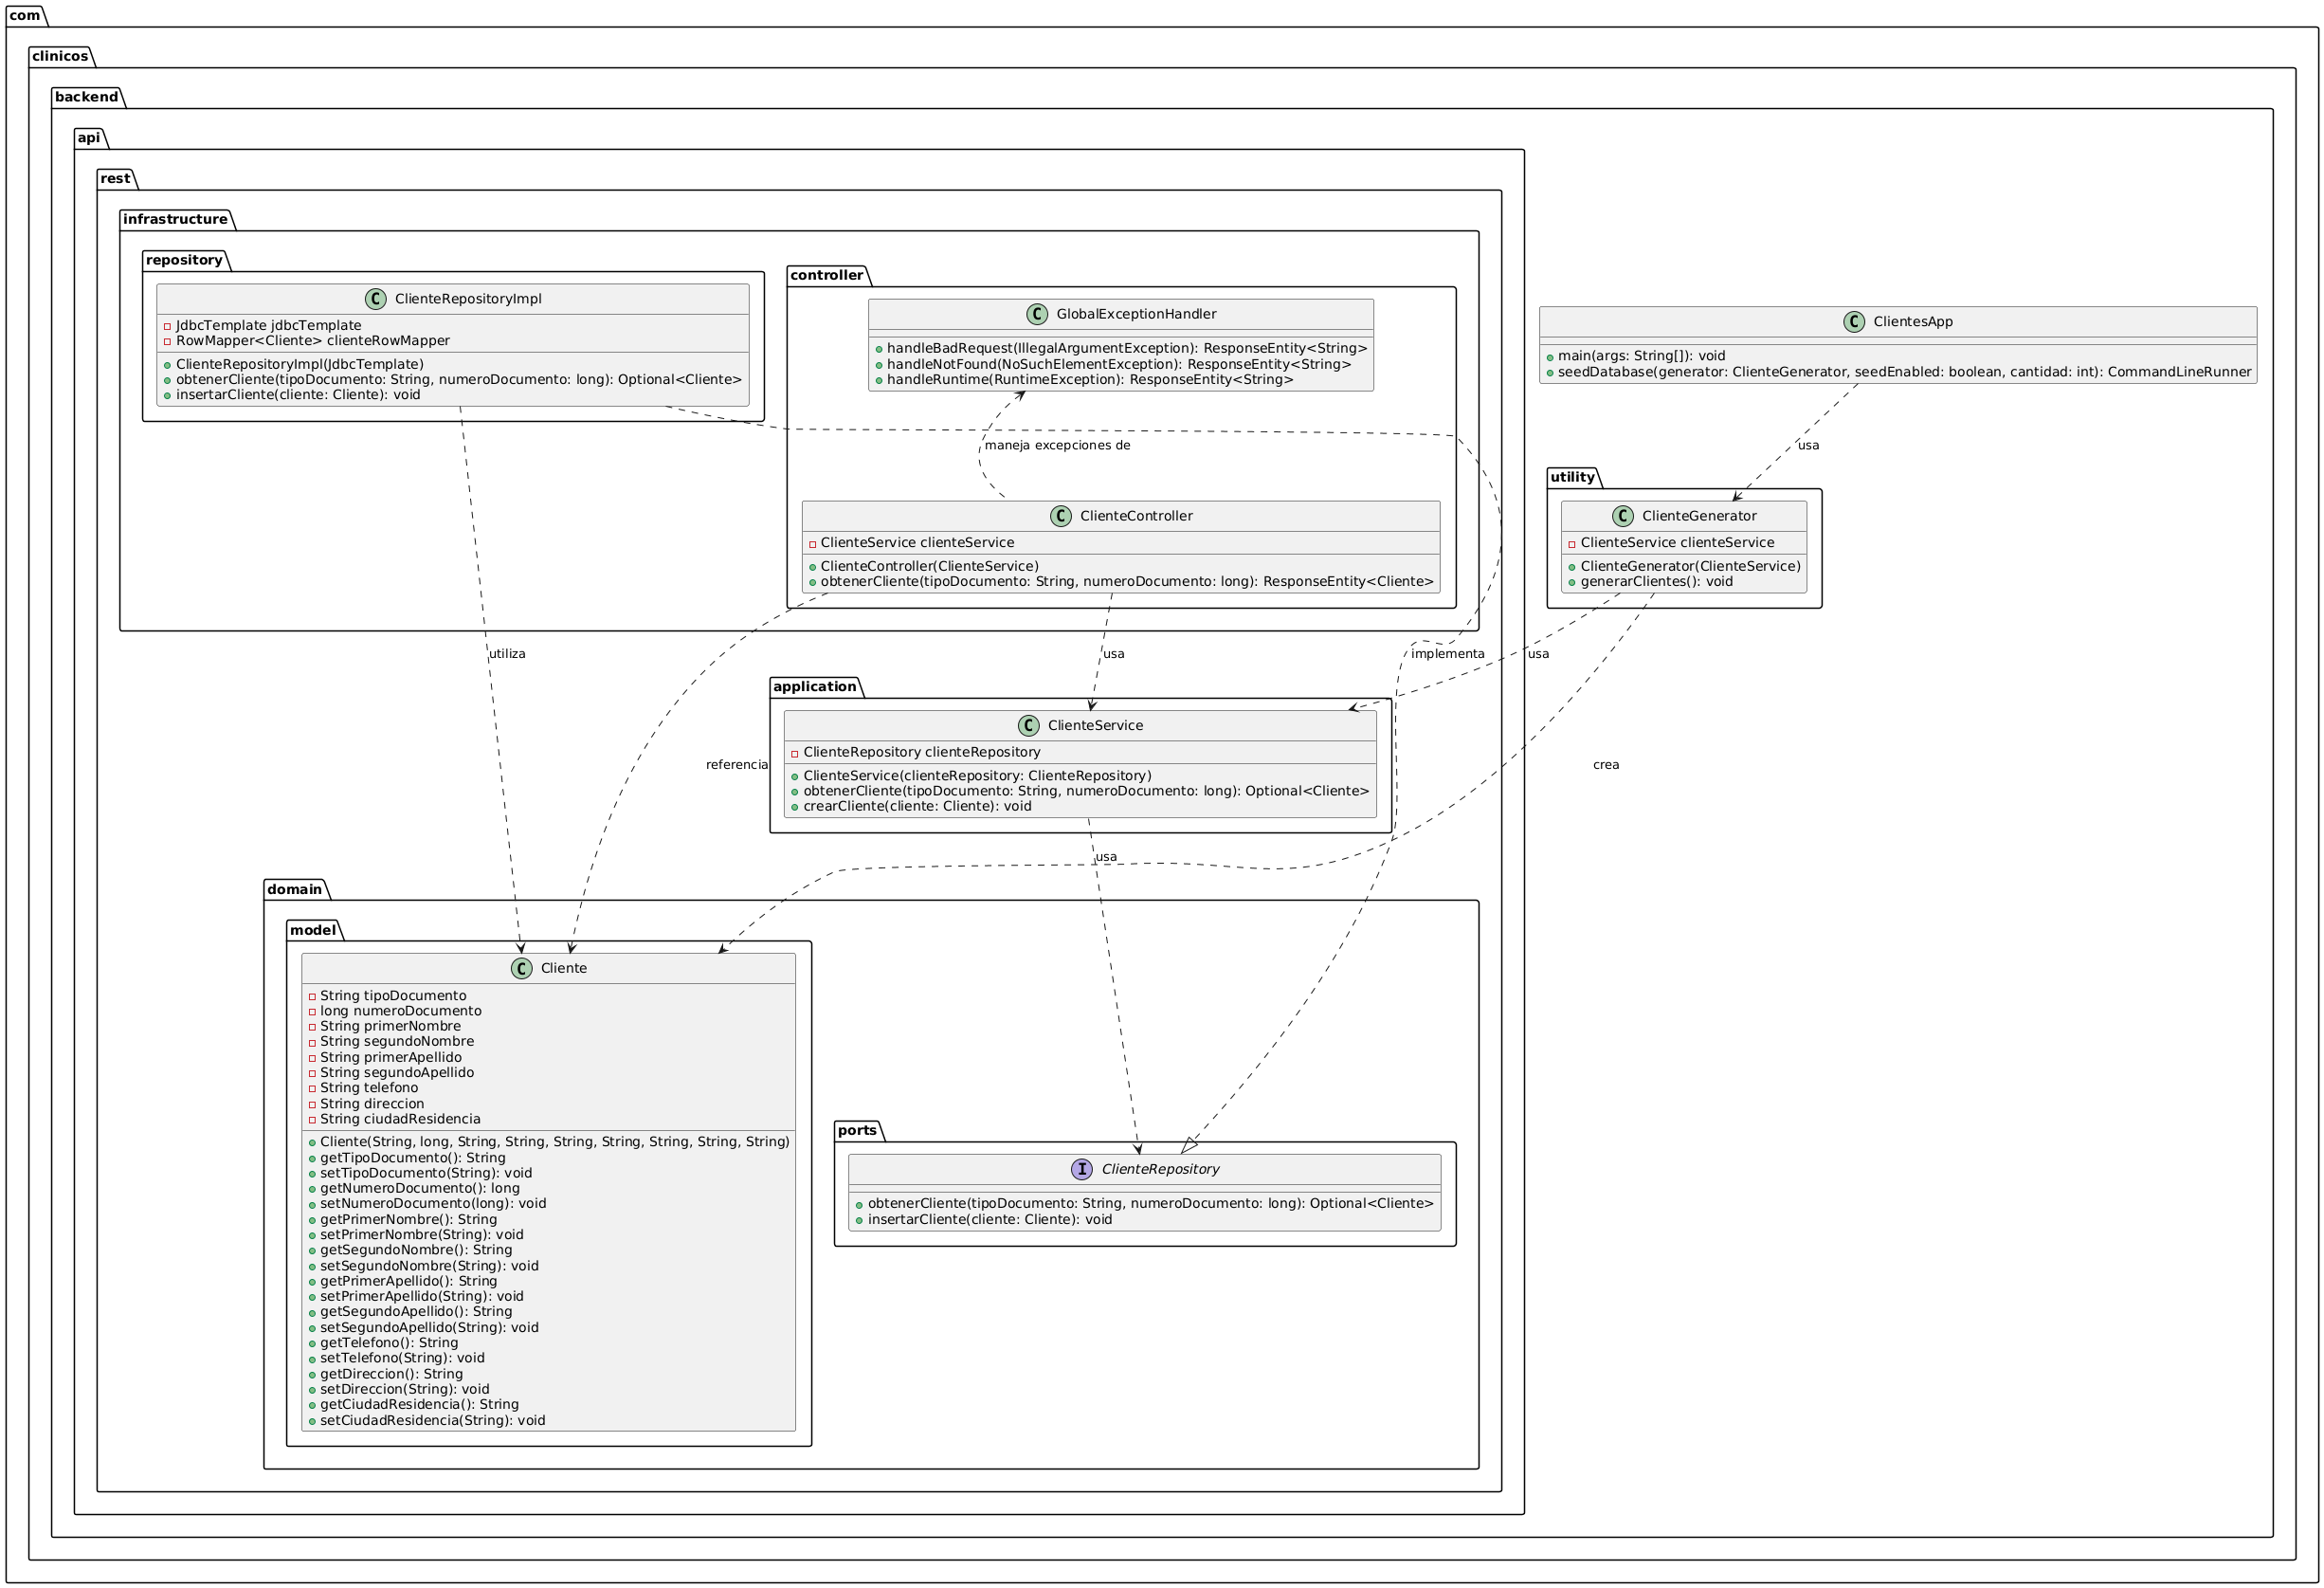 com
clinicos
backend
api
rest
infrastructure
repository
ClienteRepositoryImpl
JdbcTemplate jdbcTemplate
RowMapper<Cliente> clienteRowMapper
ClienteRepositoryImpl(JdbcTemplate)
obtenerCliente(tipoDocumento: String, numeroDocumento: long): Optional<Cliente>
insertarCliente(cliente: Cliente): void
controller
GlobalExceptionHandler
handleBadRequest(IllegalArgumentException): ResponseEntity<String>
handleNotFound(NoSuchElementException): ResponseEntity<String>
handleRuntime(RuntimeException): ResponseEntity<String>
maneja excepciones de
ClienteController
ClienteService clienteService
ClienteController(ClienteService)
obtenerCliente(tipoDocumento: String, numeroDocumento: long): ResponseEntity<Cliente>
ClientesApp
main(args: String[]): void
seedDatabase(generator: ClienteGenerator, seedEnabled: boolean, cantidad: int): CommandLineRunner
usa
utility
ClienteGenerator
ClienteService clienteService
ClienteGenerator(ClienteService)
generarClientes(): void
utiliza
usa
implementa
usa
application
ClienteService
ClienteRepository clienteRepository
ClienteService(clienteRepository: ClienteRepository)
obtenerCliente(tipoDocumento: String, numeroDocumento: long): Optional<Cliente>
crearCliente(cliente: Cliente): void
referencia
crea
usa
domain
model
Cliente
String tipoDocumento
long numeroDocumento
String primerNombre
String segundoNombre
String primerApellido
String segundoApellido
String telefono
String direccion
String ciudadResidencia
Cliente(String, long, String, String, String, String, String, String, String)
getTipoDocumento(): String
setTipoDocumento(String): void
getNumeroDocumento(): long
setNumeroDocumento(long): void
getPrimerNombre(): String
setPrimerNombre(String): void
getSegundoNombre(): String
setSegundoNombre(String): void
getPrimerApellido(): String
setPrimerApellido(String): void
getSegundoApellido(): String
setSegundoApellido(String): void
getTelefono(): String
setTelefono(String): void
getDireccion(): String
setDireccion(String): void
getCiudadResidencia(): String
setCiudadResidencia(String): void
ports
ClienteRepository
obtenerCliente(tipoDocumento: String, numeroDocumento: long): Optional<Cliente>
insertarCliente(cliente: Cliente): void